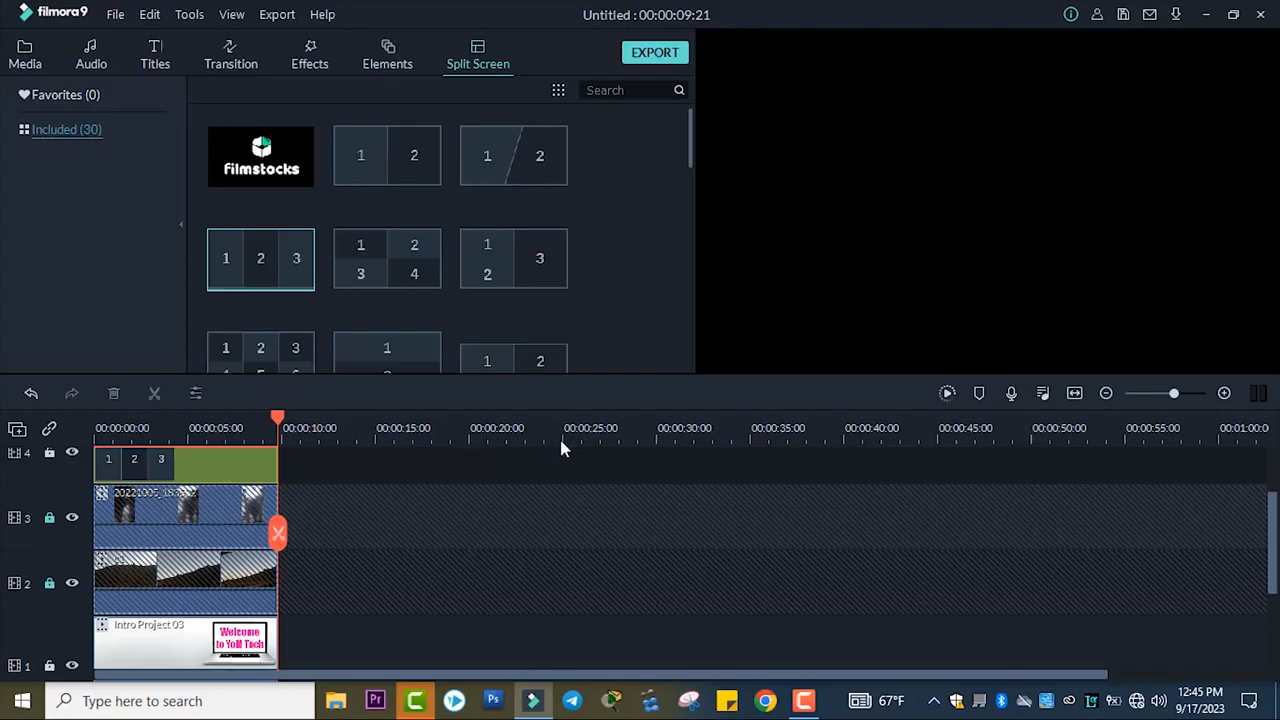 filmora9 File Edit Tools View Export Help Untitled : 00:00:09:21
Media Audio Titles Transition Effects Elements Split Screen EXPORT
Favorites (0) Search
Included (30)
filmstocks 1 2 1 2
1 2 3 1 2 3 4 1 2 3
1 2 3 1 1 2
00:00:00:00 00:00:05:00 00:00:10:00 00:00:15:00 00:00:20:00 00:00:25:00 00:00:30:00 00:00:35:00 00:00:40:00 00:00:45:00 00:00:50:00 00:00:55:00 00:01:00:0
4 1 2 3
3
2
1 Intro Project 03
Welcome
to YoM Tech
Type here to search Pr Ps 67°F 12:45 PM
9/17/2023